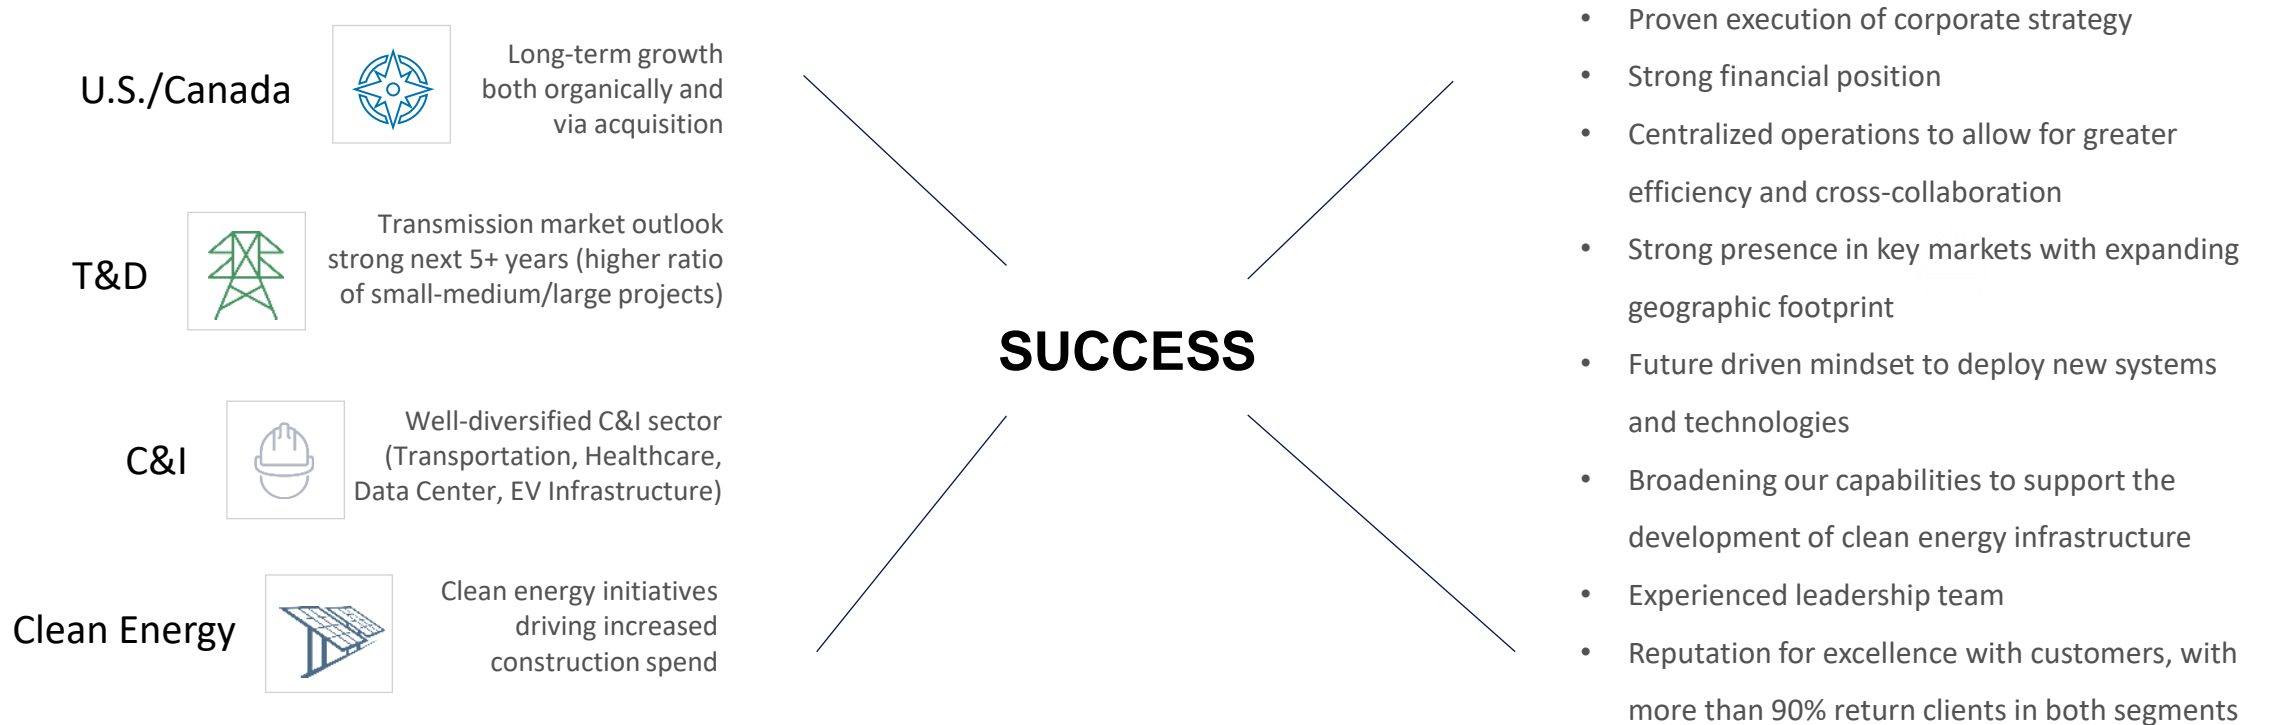 U.S./Canada
Long-term growth
both organically and
via acquisition
T&D
Transmission market outlook
strong next 5+ years (higher ratio
of small-medium/large projects)
C&I
Well-diversified C&I sector
(Transportation, Healthcare,
Data Center, EV Infrastructure)
Clean Energy
Clean energy initiatives
driving increased
construction spend
SUCCESS
• Proven execution of corporate strategy
• Strong financial position
• Centralized operations to allow for greater
efficiency and cross-collaboration
• Strong presence in key markets with expanding
geographic footprint
• Future driven mindset to deploy new systems
and technologies
• Broadening our capabilities to support the
development of clean energy infrastructure
• Experienced leadership team
• Reputation for excellence with customers, with
more than 90% return clients in both segments